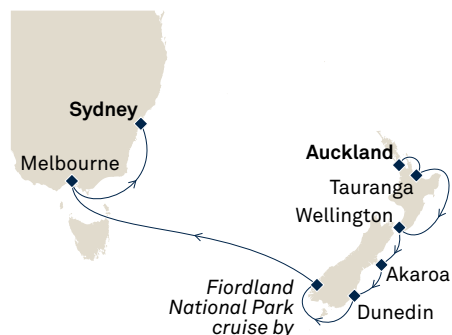 Sydney
Melbourne
Auckland
Tauranga
Wellington
Akaroa
Fiordland
National Park
cruise by
Dunedin